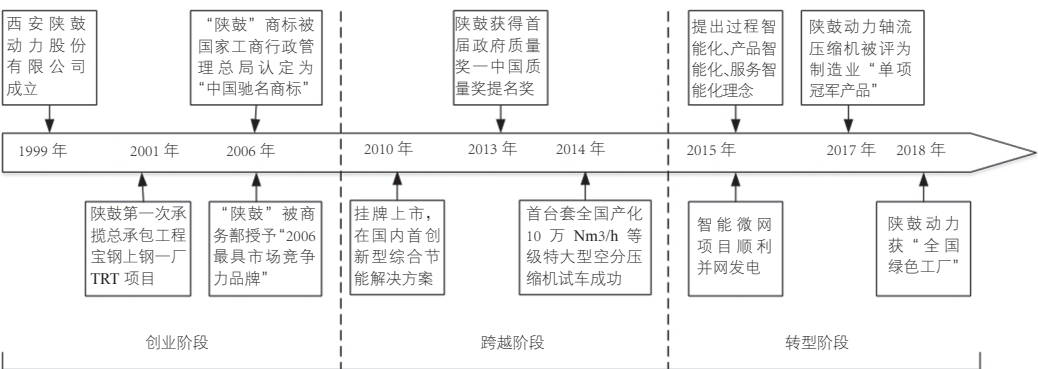 西安陕鼓
动力股份
有限公司
成立
“陕鼓”商标被
国家工商行政管
理总局认定为
“中国驰名商标”
陕鼓获得首
届政府质量
奖—中国质
量奖提名奖
提出过程智
能化、产品智
能化、服务智
能化理念
陕鼓动力轴流
压缩机被评为
制造业“单项
冠军产品”
1999 年
2001 年
2006 年
2010 年
2013 年
2014 年
2015 年
2017 年
2018 年
陕鼓第一次承
揽总承包工程
宝钢上钢一厂
TRT 项目
“陕鼓”被商
务鄯授予“2006
最具市场竞争
力品牌”
挂牌上市，
在国内首创
新型综合节
能解决方案
首台套全国产化
10 万 Nm3/h 等
级特大型空分压
缩机试车成功
智能微网
项目顺利
并网发电
陕鼓动力
获“全国
绿色工厂”
创业阶段
跨越阶段
转型阶段